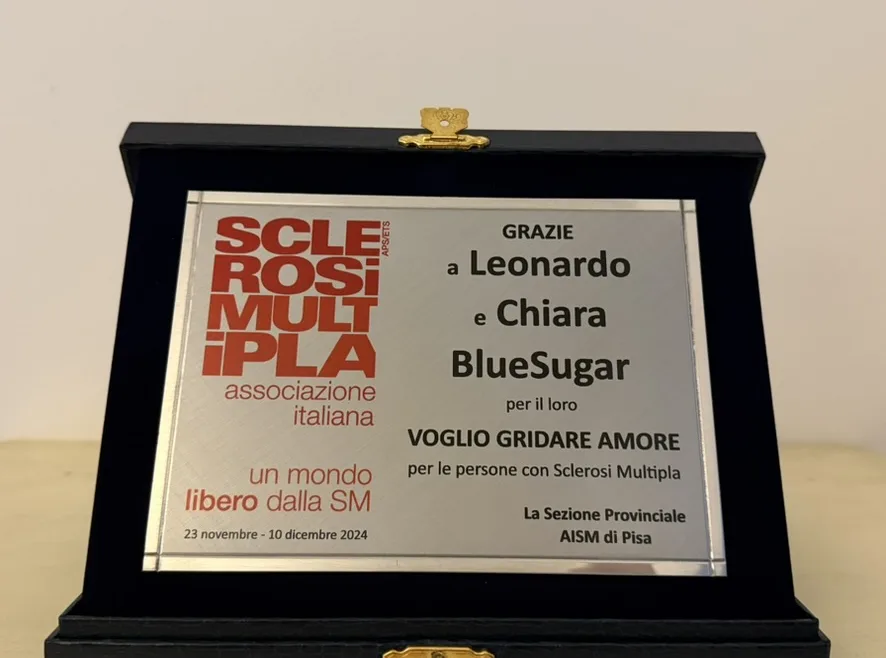 SCLE
ROSi
MULT
iPLA
APS/ETS
associazione
italiana
un mondo
libero dalla SM
23 novembre - 10 dicembre 2024
GRAZIE
a Leonardo
e Chiara
BlueSugar
per il loro
VOGLIO GRIDARE AMORE
per le persone con Sclerosi Multipla
La Sezione Provinciale
AISM di Pisa